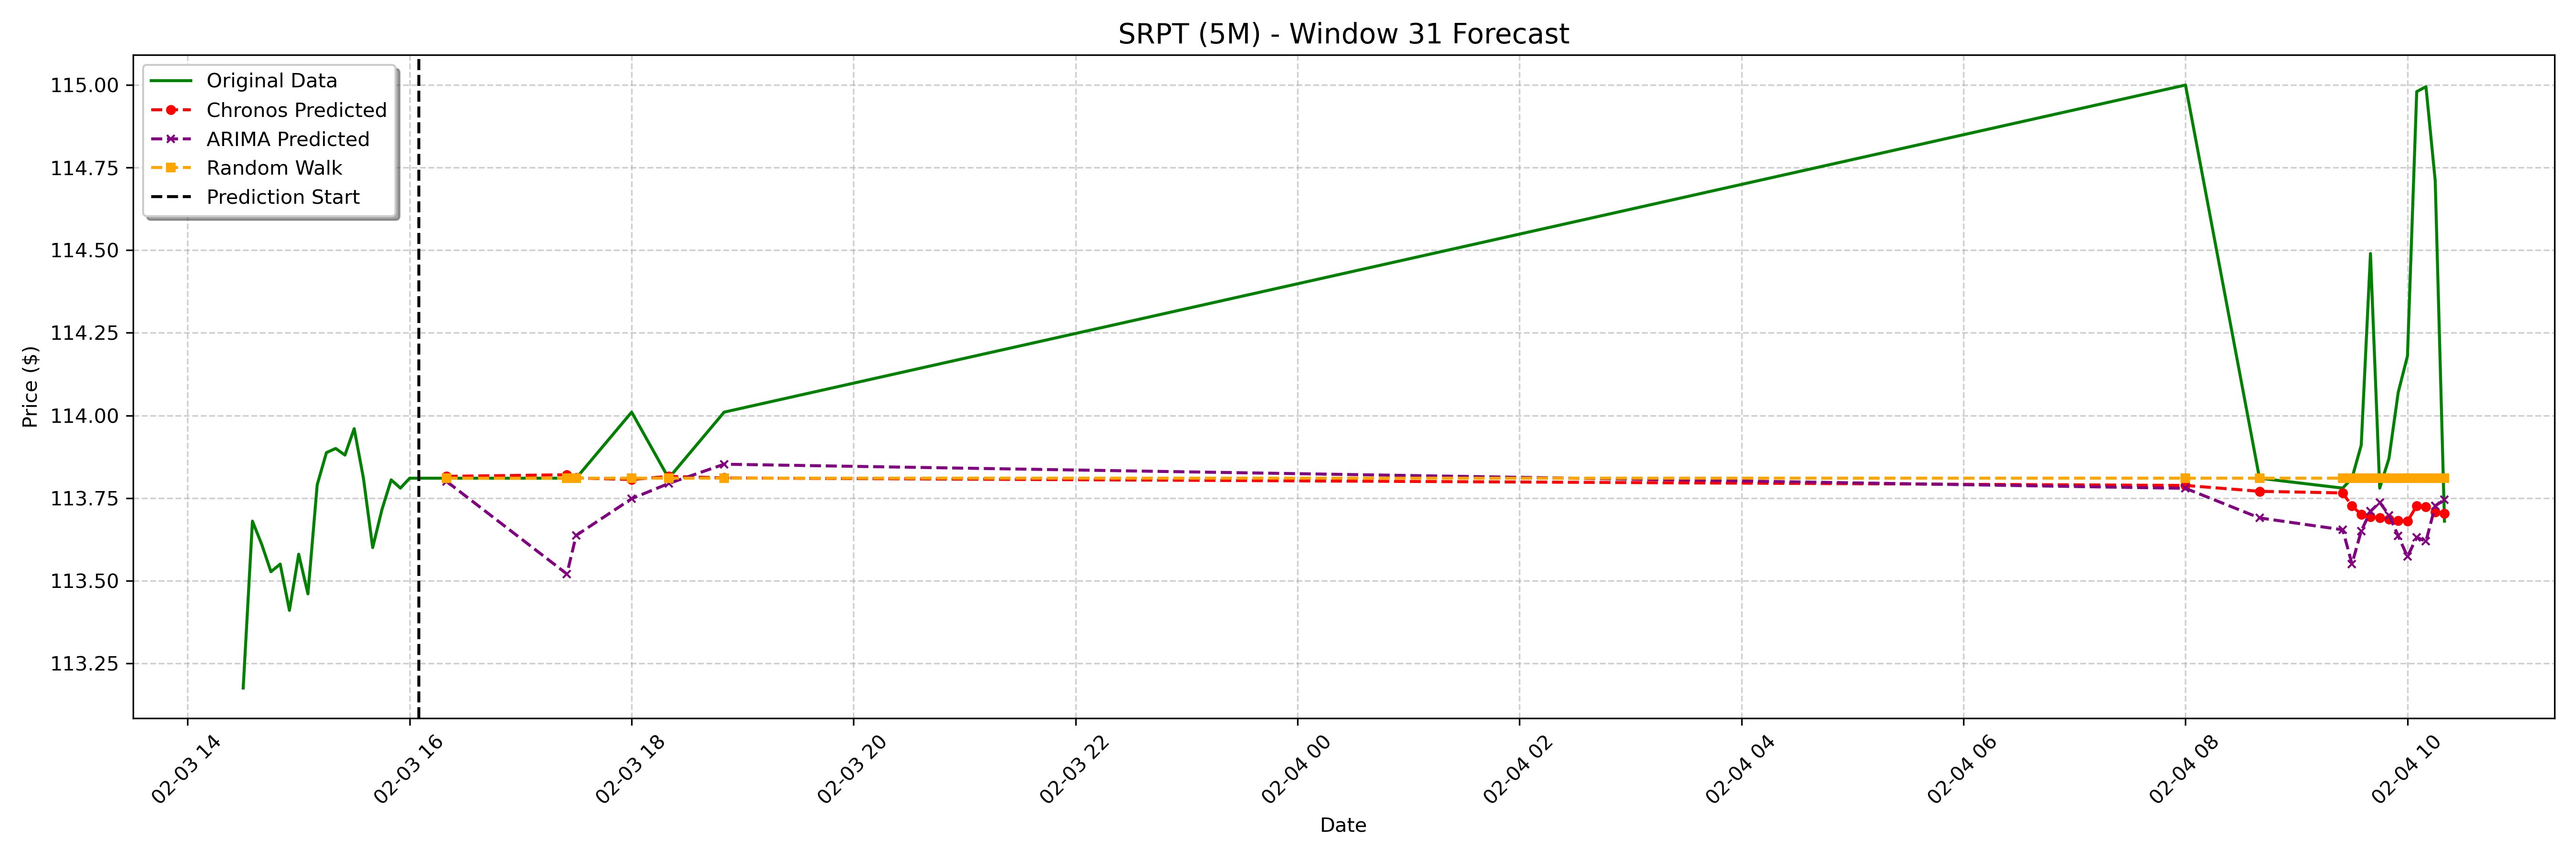 SRPT (5M) - Window 31 Forecast
Original Data
Chronos Predicted
ARIMA Predicted
Random Walk
Prediction Start
Price ($)
115.00
114.75
114.50
114.25
114.00
113.75
113.50
113.25
02-03 14
02-03 16
02-03 18
02-03 20
02-03 22
02-04 00
02-04 02
02-04 04
02-04 06
02-04 08
02-04 10
Date